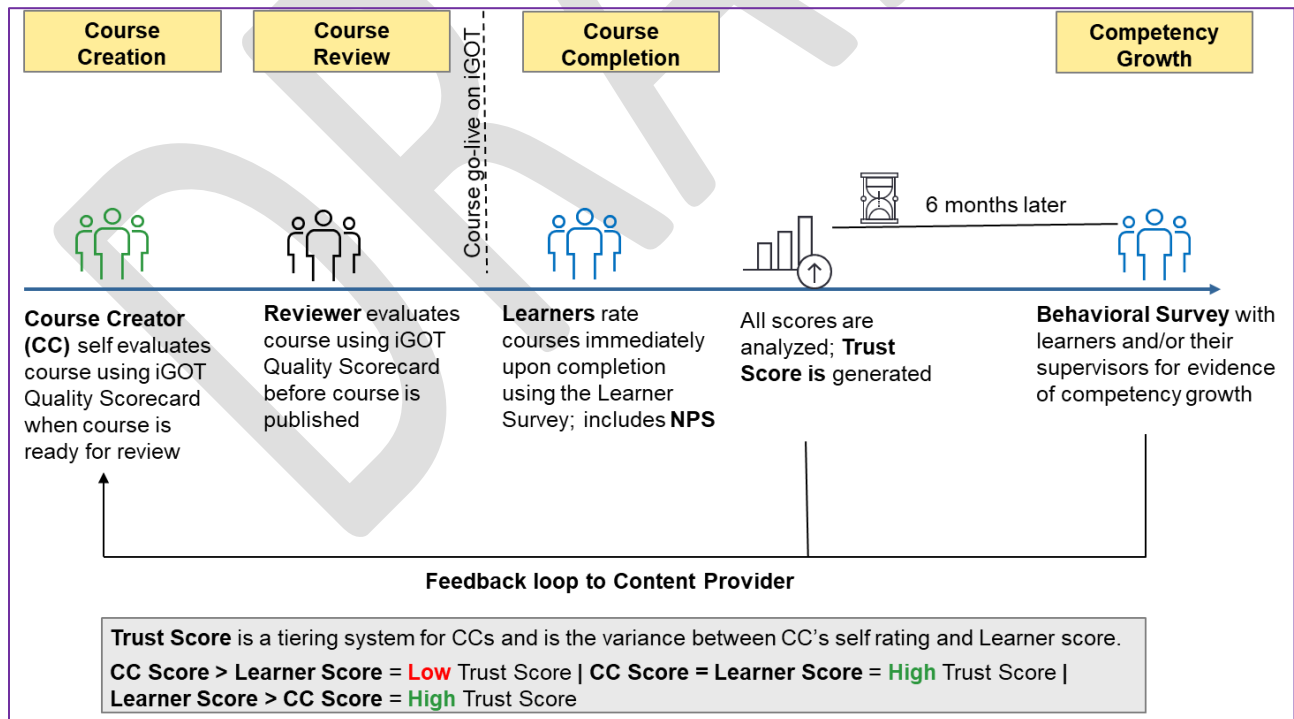 Course
Creation
Course
Review
Course go-live on iGOT
Course
Completion
Competency
Growth
6 months later
Course Creator
(CC) self evaluates
course using iGOT
Quality Scorecard
when course is
ready for review
Reviewer evaluates
course using iGOT
Quality Scorecard
before course is
published
Learners rate
courses immediately
upon completion
using the Learner
Survey; includes NPS
All scores are
analyzed; Trust
Score is generated
Behavioral Survey with
learners and/or their
supervisors for evidence
of competency growth
Feedback loop to Content Provider
Trust Score is a tiering system for CCs and is the variance between CC's self rating and Learner score.
CC Score > Learner Score = Low Trust Score | CC Score = Learner Score = High Trust Score |
Learner Score > CC Score = High Trust Score